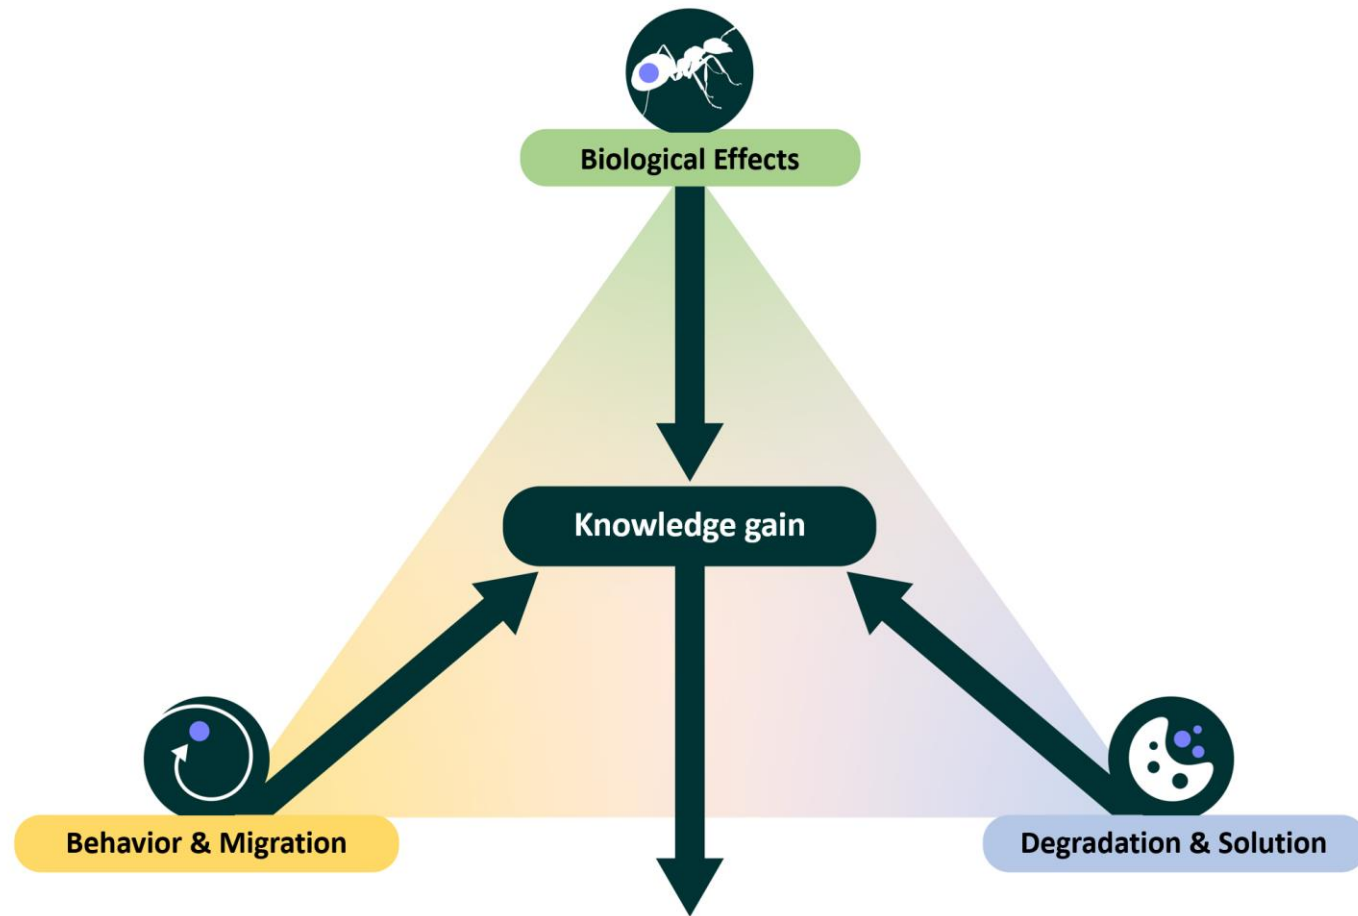 Biological Effects
Knowledge gain
Behavior & Migration
Degradation & Solution